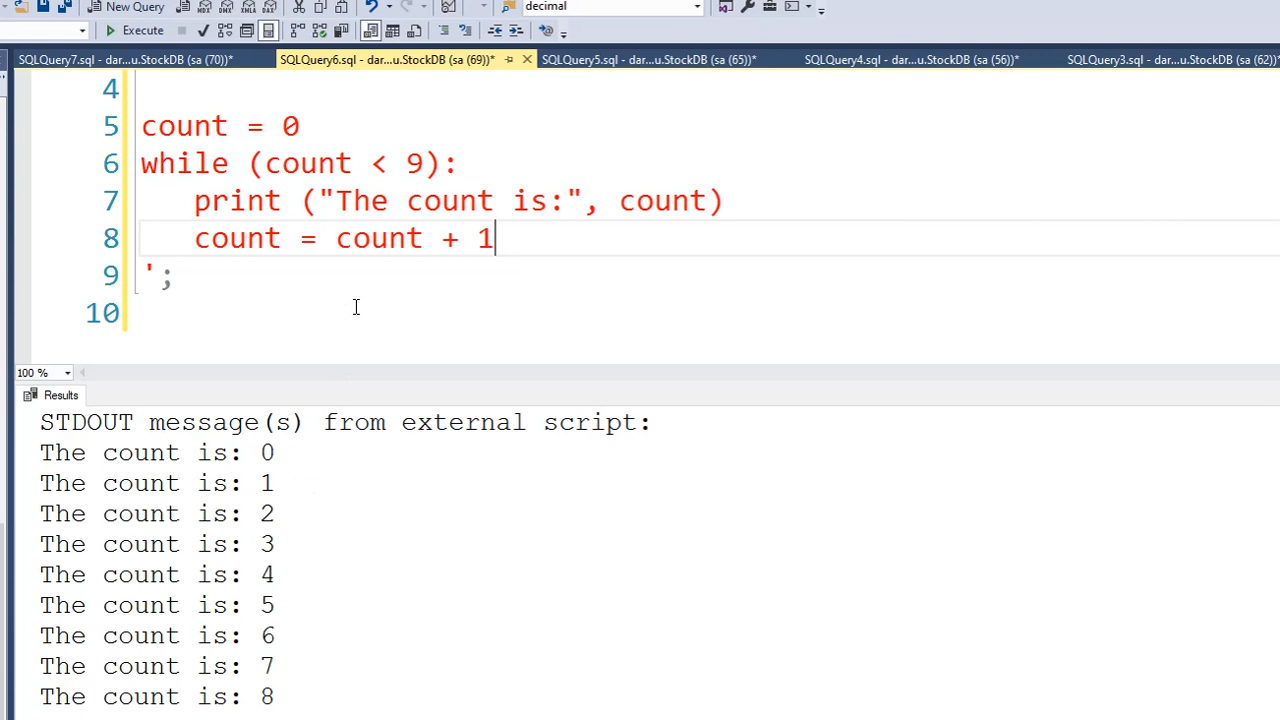 New Query MDX DMX XMLA DAX decimal
Execute
SQLQuery7.sql - dar...u.StockDB (sa (70))* SQLQuery6.sql - dar...u.StockDB (sa (69))* SQLQuery5.sql - dar...u.StockDB (sa (65))* SQLQuery4.sql - dar...u.StockDB (sa (56))* SQLQuery3.sql - dar...u.StockDB (sa (62))*
4
5 count = 0
6 while (count < 9):
7 print ("The count is:", count)
8 count = count + 1
9 ';
10
100 %
Results
STDOUT message(s) from external script:
The count is: 0
The count is: 1
The count is: 2
The count is: 3
The count is: 4
The count is: 5
The count is: 6
The count is: 7
The count is: 8